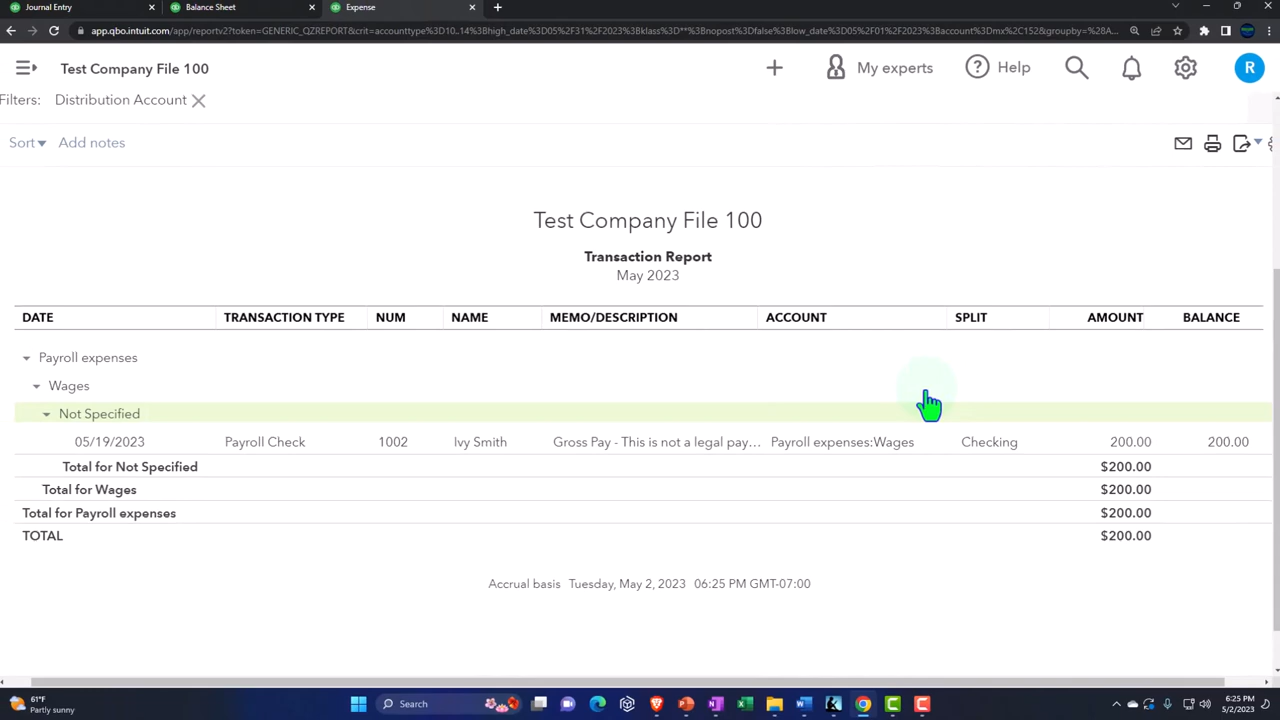 Journal Entry
Balance Sheet
Expense
app.qbo.intuit.com/app/reportv2?token=GENERIC_QZREPORT&crit=accounttype%3D10..14%3Bhigh_date%3D05%2F31%2F2023%3Bklass%3D**%3Bnopost%3Dfalse%3Blow_date%3D05%2F01%2F2023%3Baccount%3Dmx%2C152&groupby=%28A...
Test Company File 100
My experts
Help
R
Filters: Distribution Account
Sort
Add notes
Test Company File 100
Transaction Report
May 2023
DATE TRANSACTION TYPE NUM NAME MEMO/DESCRIPTION ACCOUNT SPLIT AMOUNT BALANCE
Payroll expenses
Wages
Not Specified
05/19/2023 Payroll Check 1002 Ivy Smith Gross Pay - This is not a legal pay... Payroll expenses:Wages Checking 200.00 200.00
Total for Not Specified $200.00
Total for Wages $200.00
Total for Payroll expenses $200.00
TOTAL $200.00
Accrual basis Tuesday, May 2, 2023 06:25 PM GMT-07:00
61°F
Partly sunny
Search
6:25 PM
5/2/2023